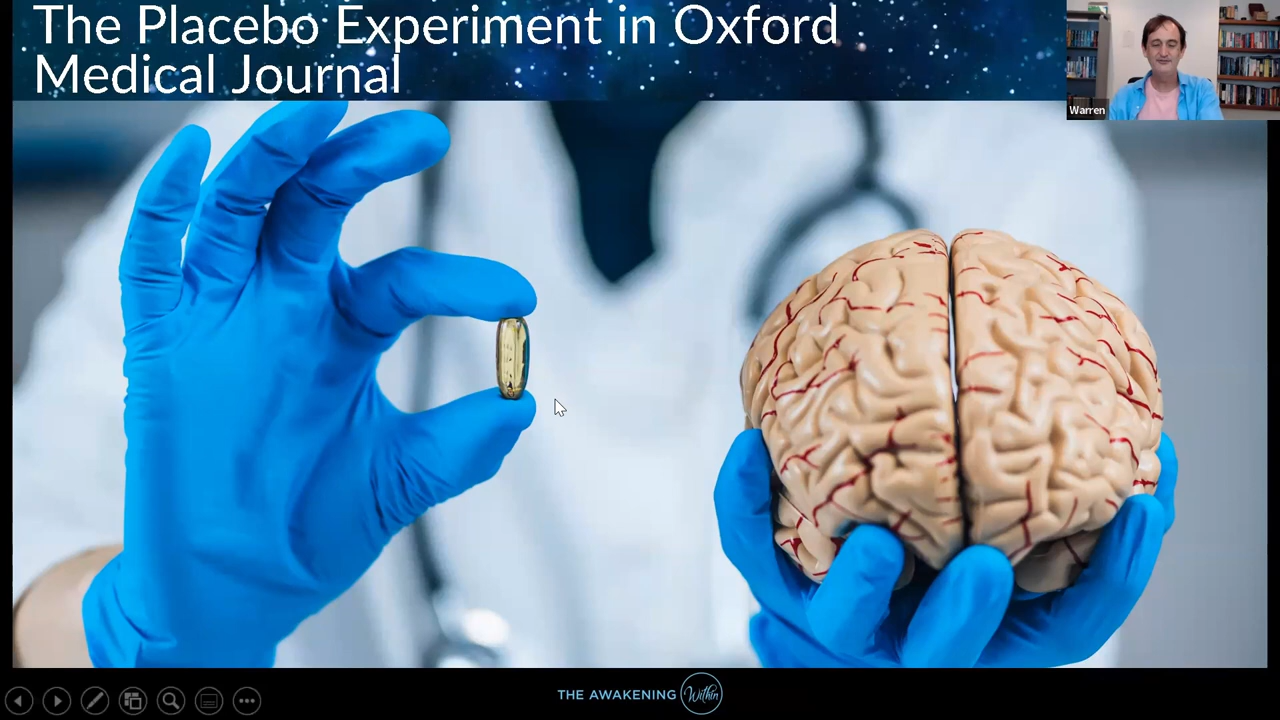 The Placebo Experiment in Oxford
Medical Journal
Warren
THE AWAKENING Within